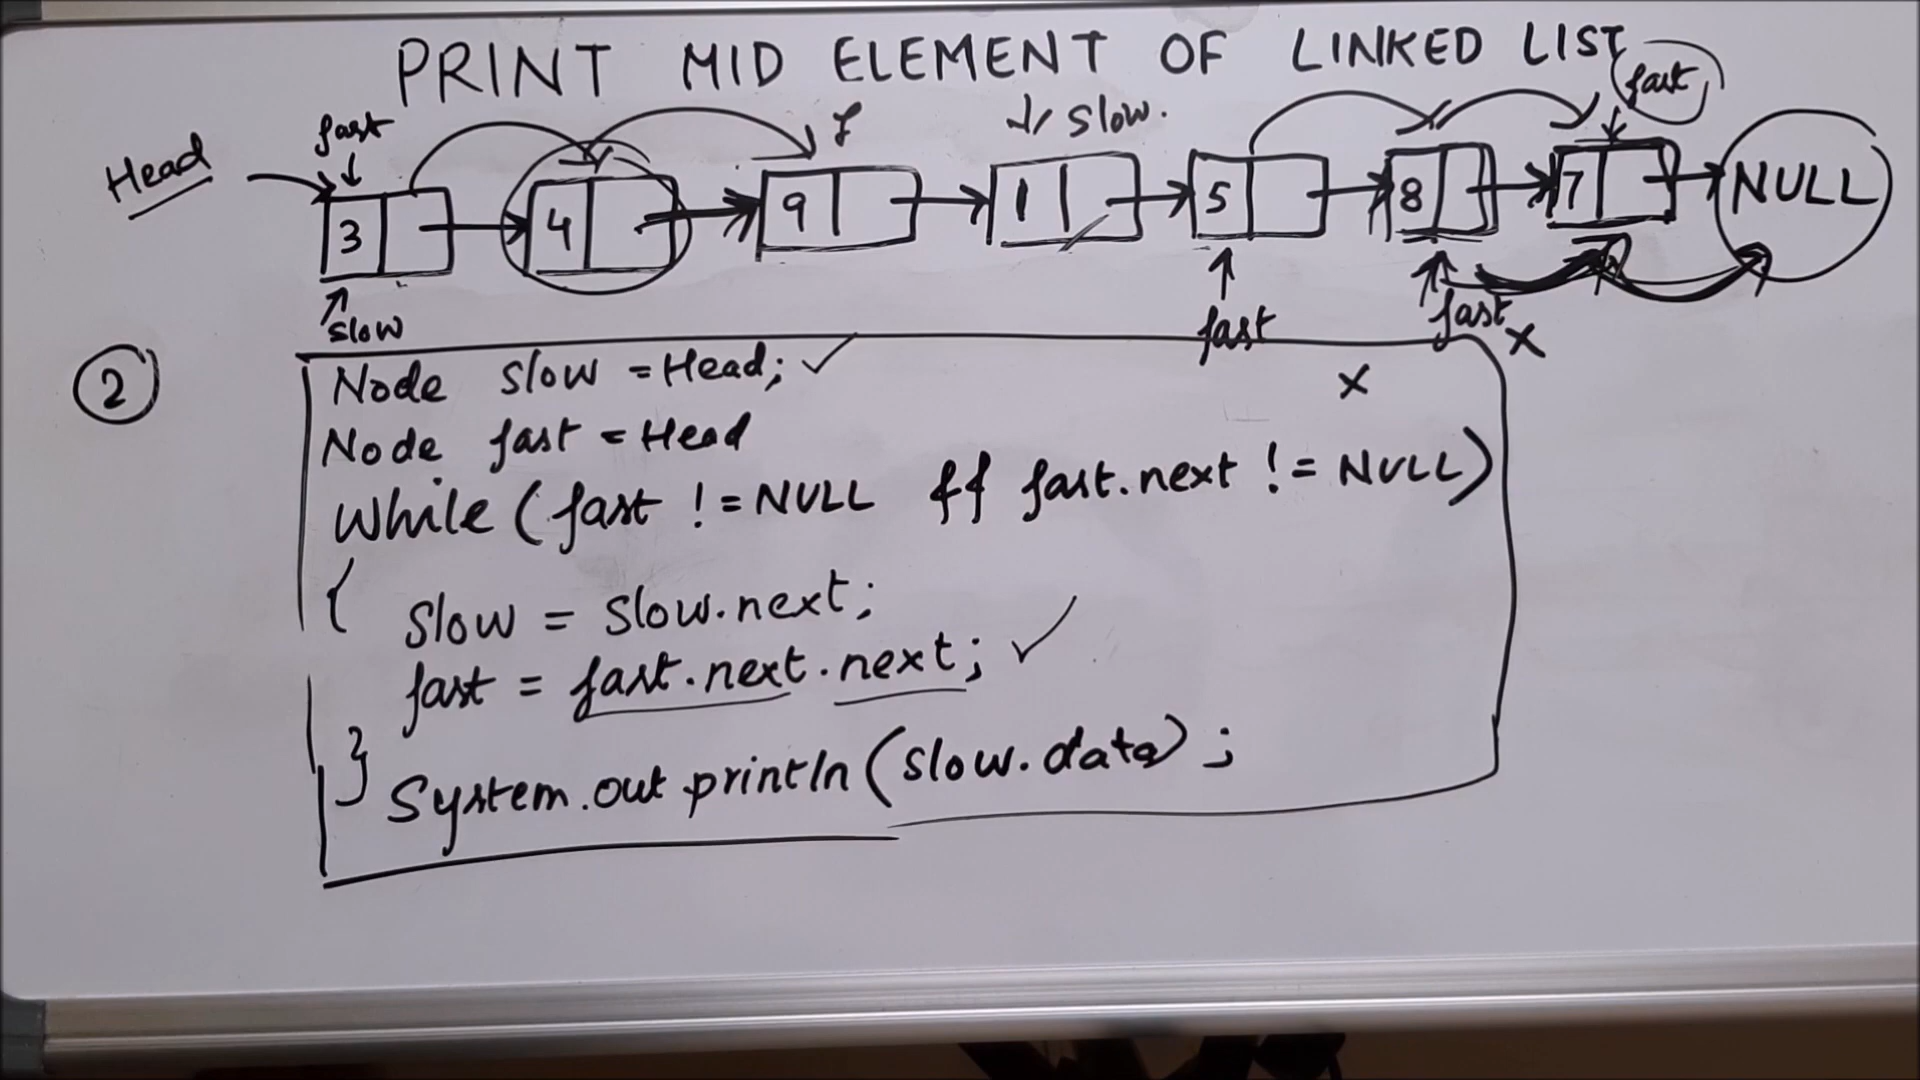 PRINT MID ELEMENT OF LINKED LIST
fast
Head
fast
f
slow.
3 4 9 1 5 8 7 NULL
slow
fast
fast x
2
Node slow = Head; ✓
x
Node fast = Head
While (fast != NULL && fast.next != NULL)
{
slow = slow.next;
fast = fast.next.next; ✓
}
System.out.println(slow.data);